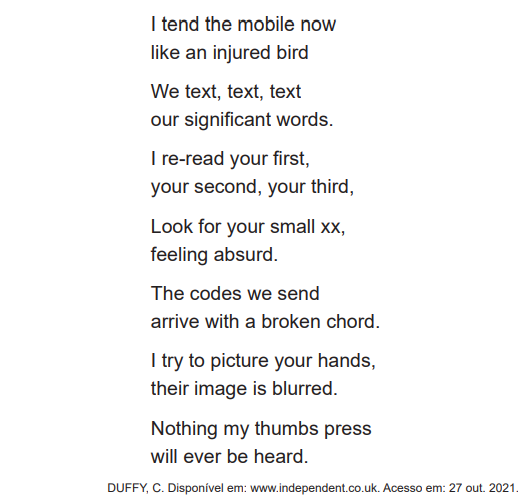 I tend the mobile now
like an injured bird
We text, text, text
our significant words.
I re-read your first,
your second, your third,
Look for your small xx,
feeling absurd.
The codes we send
arrive with a broken chord.
I try to picture your hands,
their image is blurred.
Nothing my thumbs press
will ever be heard.
DUFFY, C. Disponível em: www.independent.co.uk. Acesso em: 27 out. 2021.